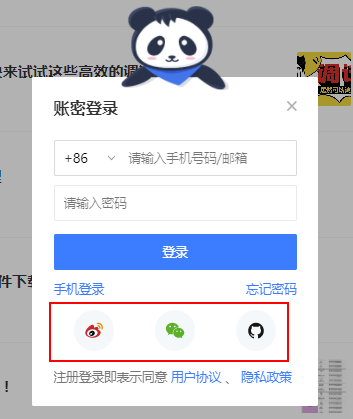 来试试这些高效的调
调试
账密登录
+86
请输入手机号码/邮箱
请输入密码
登录
手机登录
忘记密码
件下载
注册登录即表示同意 用户协议 、 隐私政策
！